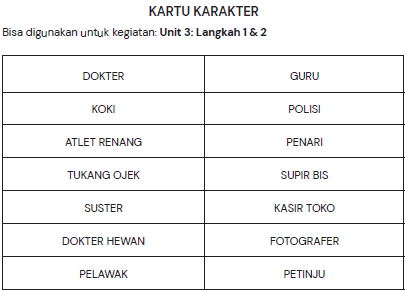 KARTU KARAKTER
Bisa digunakan untuk kegiatan: Unit 3: Langkah 1 & 2
DOKTER GURU
KOKI POLISI
ATLET RENANG PENARI
TUKANG OJEK SUPIR BIS
SUSTER KASIR TOKO
DOKTER HEWAN FOTOGRAFER
PELAWAK PETINJU